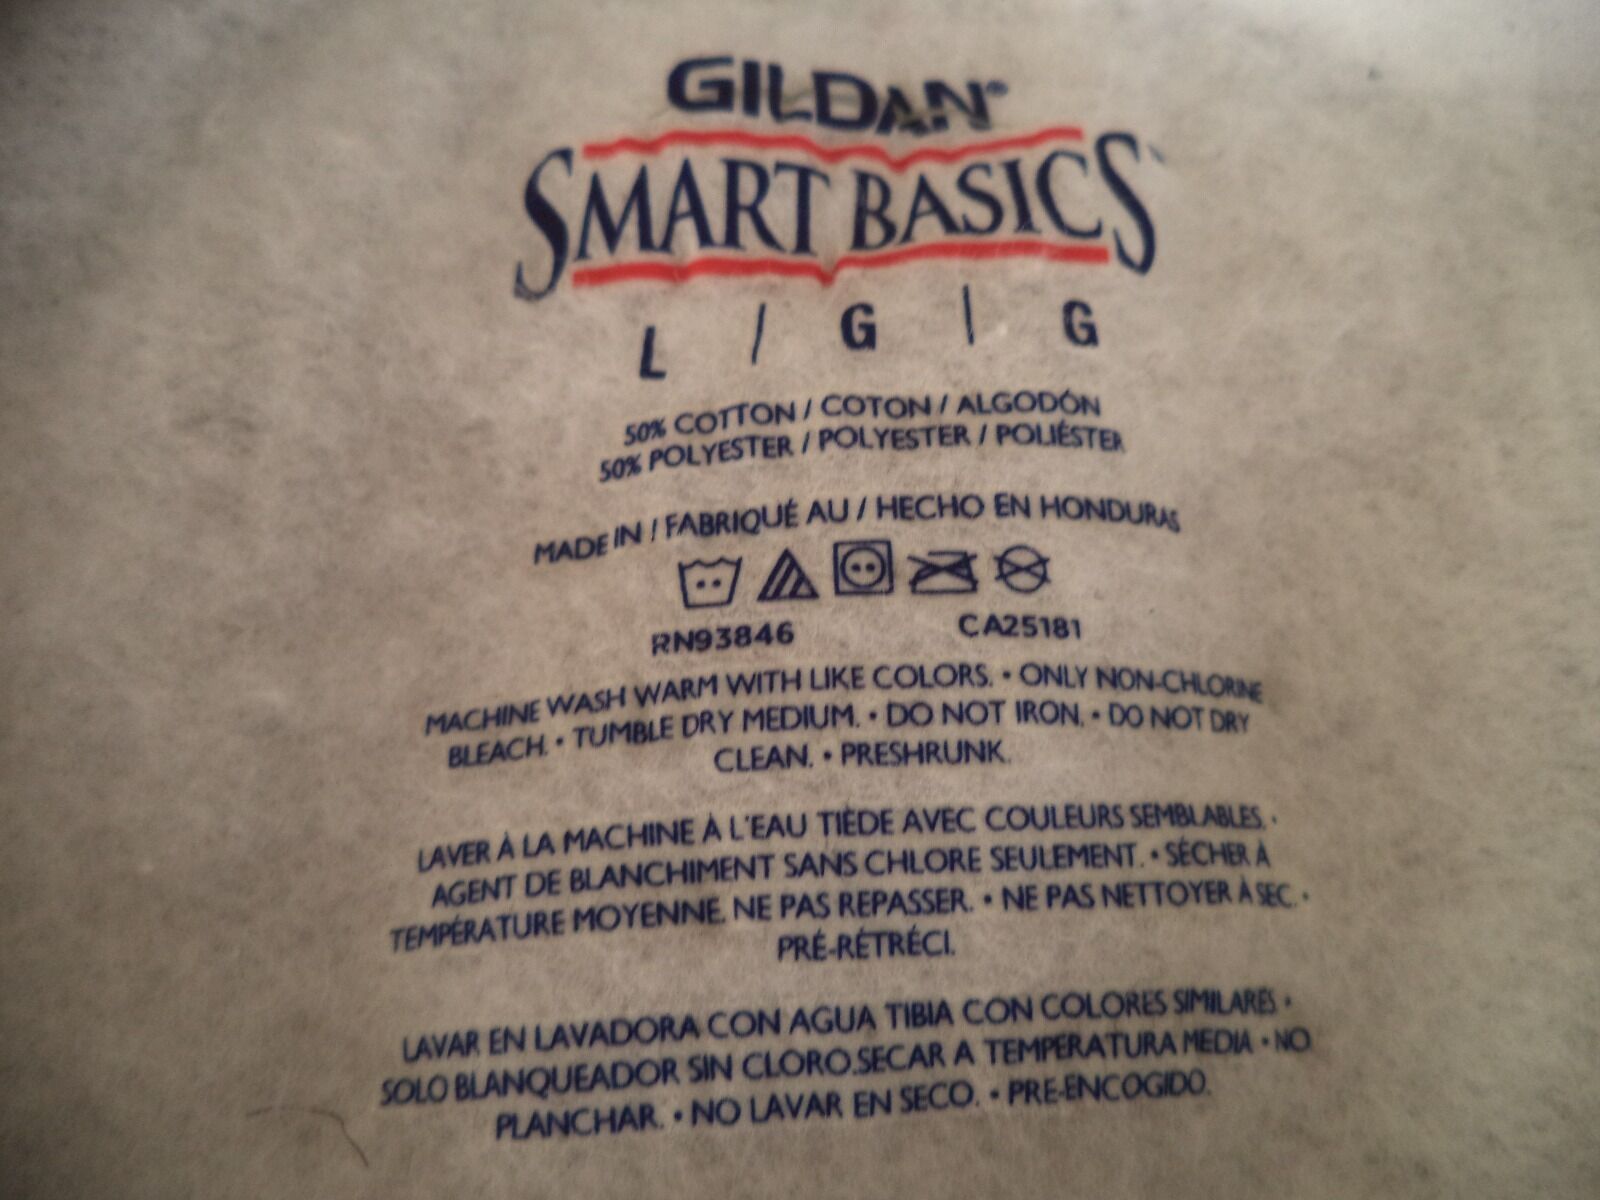 GILDAN®
SMART BASICS
L / G / G
50% COTTON / COTON / ALGODÓN
50% POLYESTER / POLYESTER / POLIÉSTER
MADE IN / FABRIQUÉ AU / HECHO EN HONDURAS
RN93846 CA25181
MACHINE WASH WARM WITH LIKE COLORS. • ONLY NON-CHLORINE
BLEACH. • TUMBLE DRY MEDIUM. • DO NOT IRON. • DO NOT DRY
CLEAN. • PRESHRUNK.
LAVER À LA MACHINE À L'EAU TIÈDE AVEC COULEURS SEMBLABLES. •
AGENT DE BLANCHIMENT SANS CHLORE SEULEMENT. • SÉCHER À
TEMPÉRATURE MOYENNE. NE PAS REPASSER. • NE PAS NETTOYER À SEC. •
PRÉ-RÉTRÉCI.
LAVAR EN LAVADORA CON AGUA TIBIA CON COLORES SIMILARES •
SOLO BLANQUEADOR SIN CLORO.SECAR A TEMPERATURA MEDIA • NO
PLANCHAR. • NO LAVAR EN SECO. • PRE-ENCOGIDO.